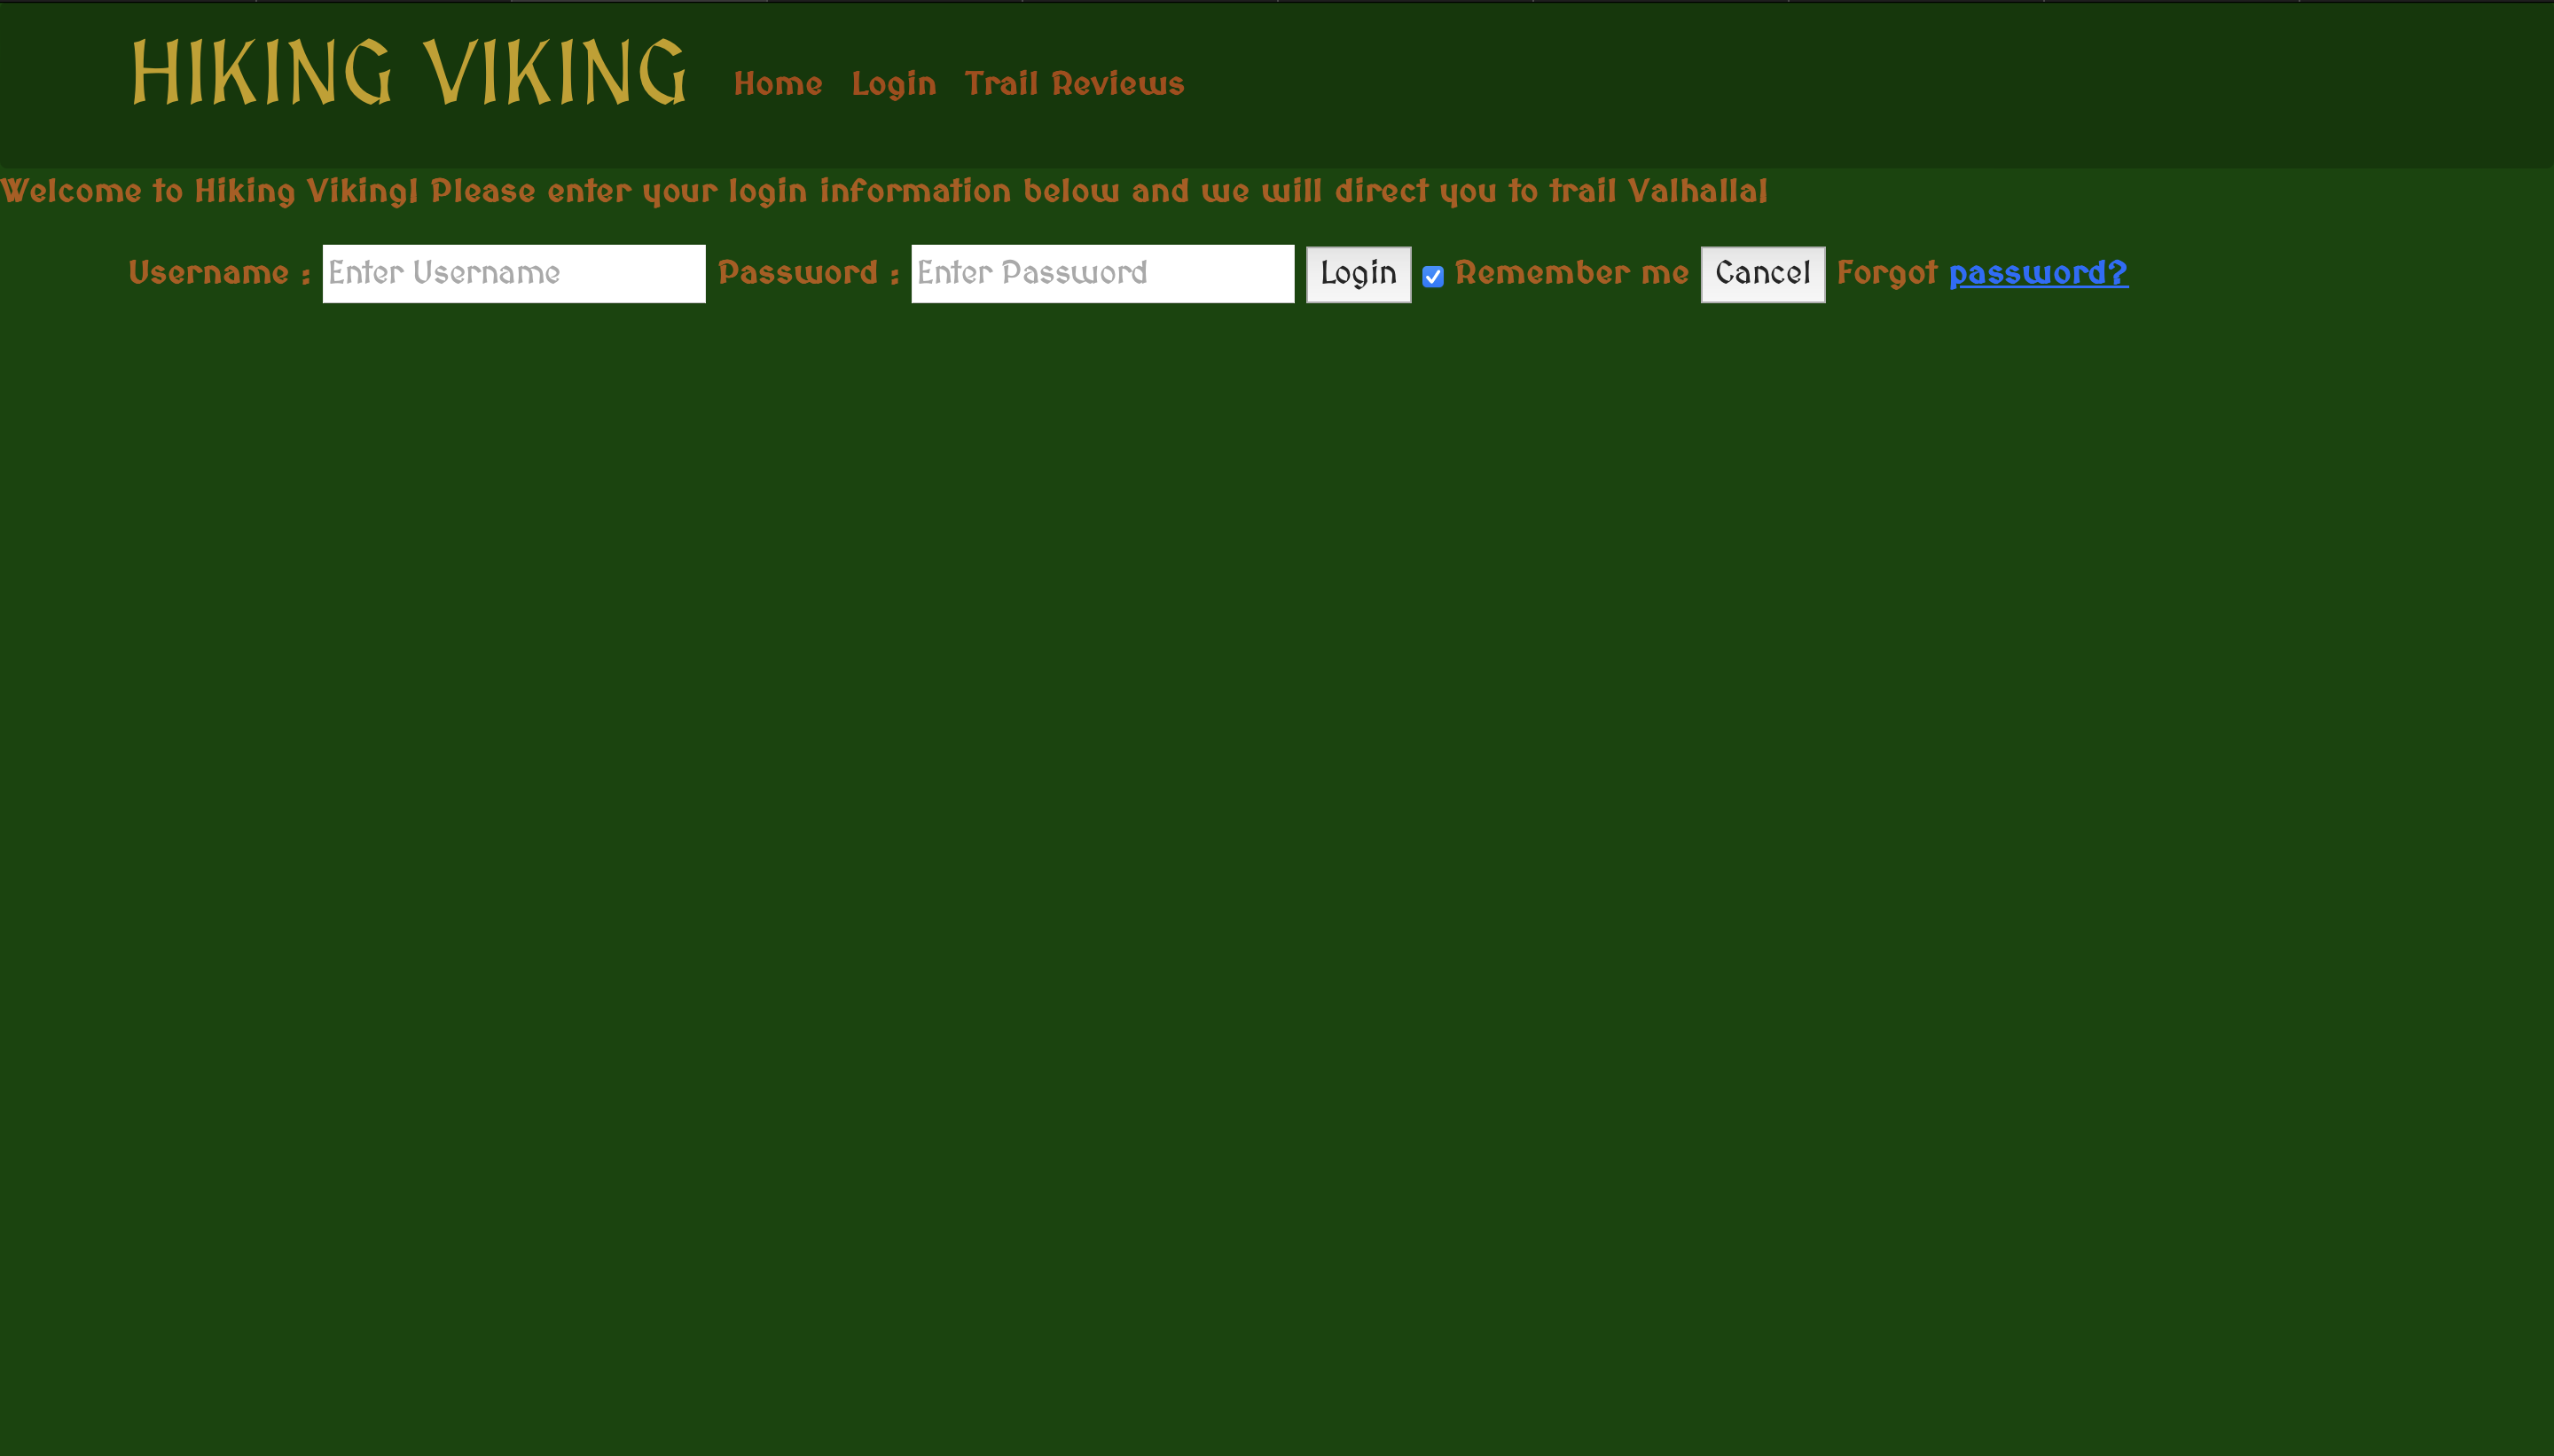 HIKING VIKING Home Login Trail Reviews
Welcome to Hiking Viking! Please enter your login information below and we will direct you to trail Valhalla!
Username : Enter Username Password : Enter Password Login Remember me Cancel Forgot password?